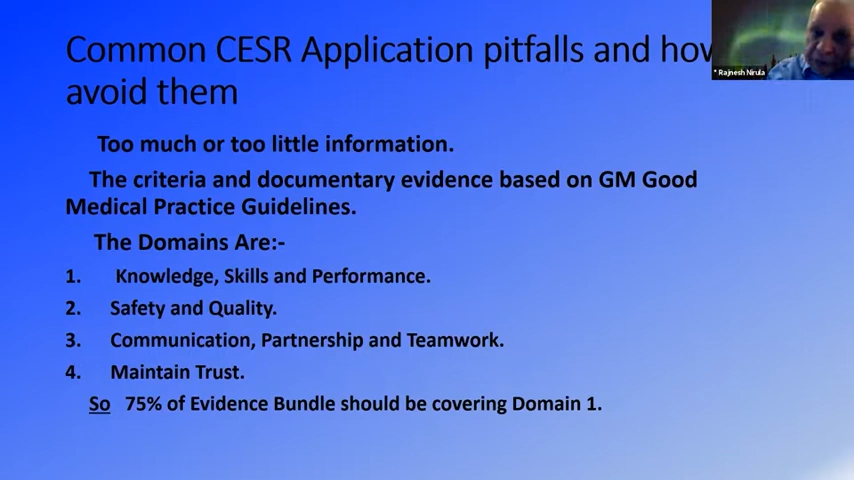 Common CESR Application pitfalls and how
avoid them
* Rajnesh Nirula
Too much or too little information.
The criteria and documentary evidence based on GM Good
Medical Practice Guidelines.
The Domains Are:-
1. Knowledge, Skills and Performance.
2. Safety and Quality.
3. Communication, Partnership and Teamwork.
4. Maintain Trust.
So 75% of Evidence Bundle should be covering Domain 1.